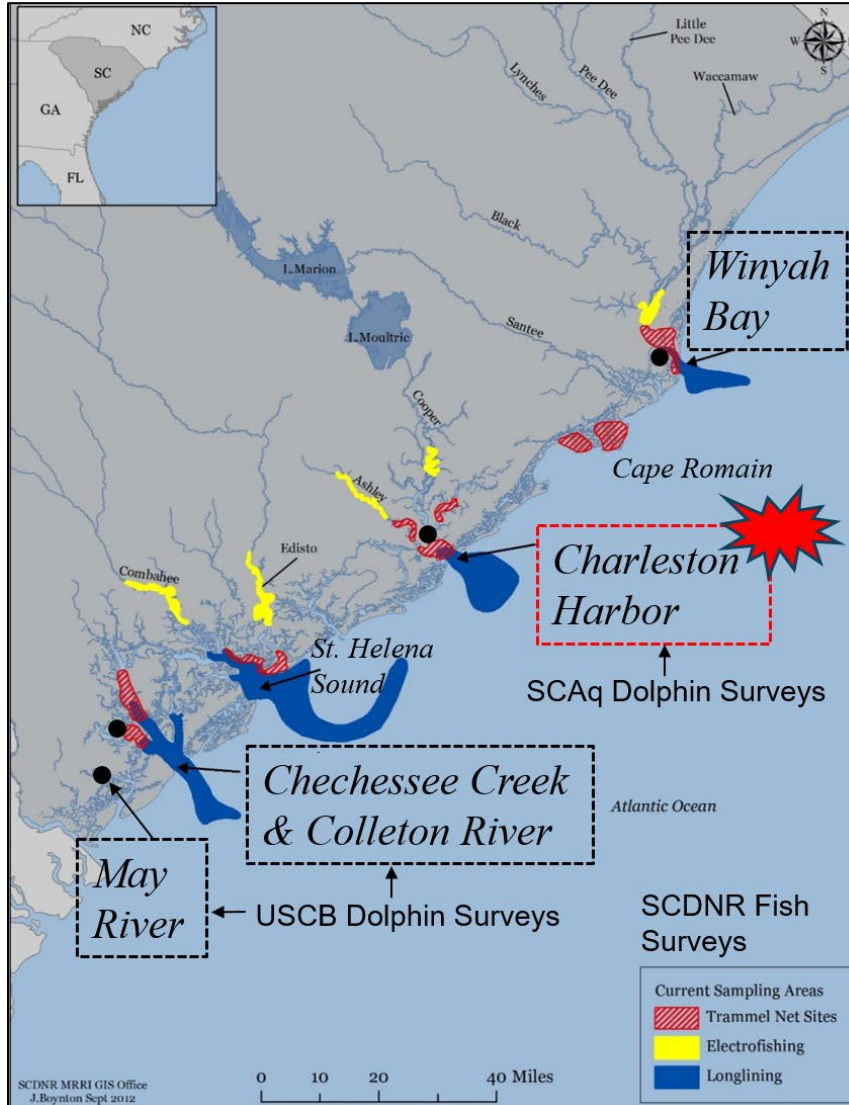 NC
SC
GA
FL
Little
Pee Dee
N
W
S
Pee Dee
Lynches
Waccamaw
Black
Winyah
Bay
L.Marion
Santee
L.Moultrie
Cooper
Cape Romain
Ashley
Charleston
Harbor
Edisto
Combahee
St. Helena
Sound
SCAq Dolphin Surveys
Chechessee Creek
& Colleton River
Atlantic Ocean
May
River
USCB Dolphin Surveys
SCDNR Fish
Surveys
Current Sampling Areas
Trammel Net Sites
Electrofishing
Longlining
SCDNR MRRI GIS Office
J.Boynton Sept 2012
0 10 20 40 Miles